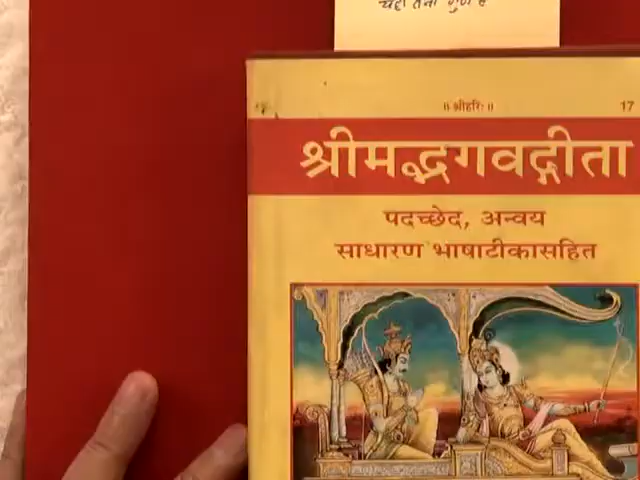 ॥ श्रीहरिः ॥
17
श्रीमद्भगवद्गीता
पदच्छेद, अन्वय
साधारण भाषाटीकासहित